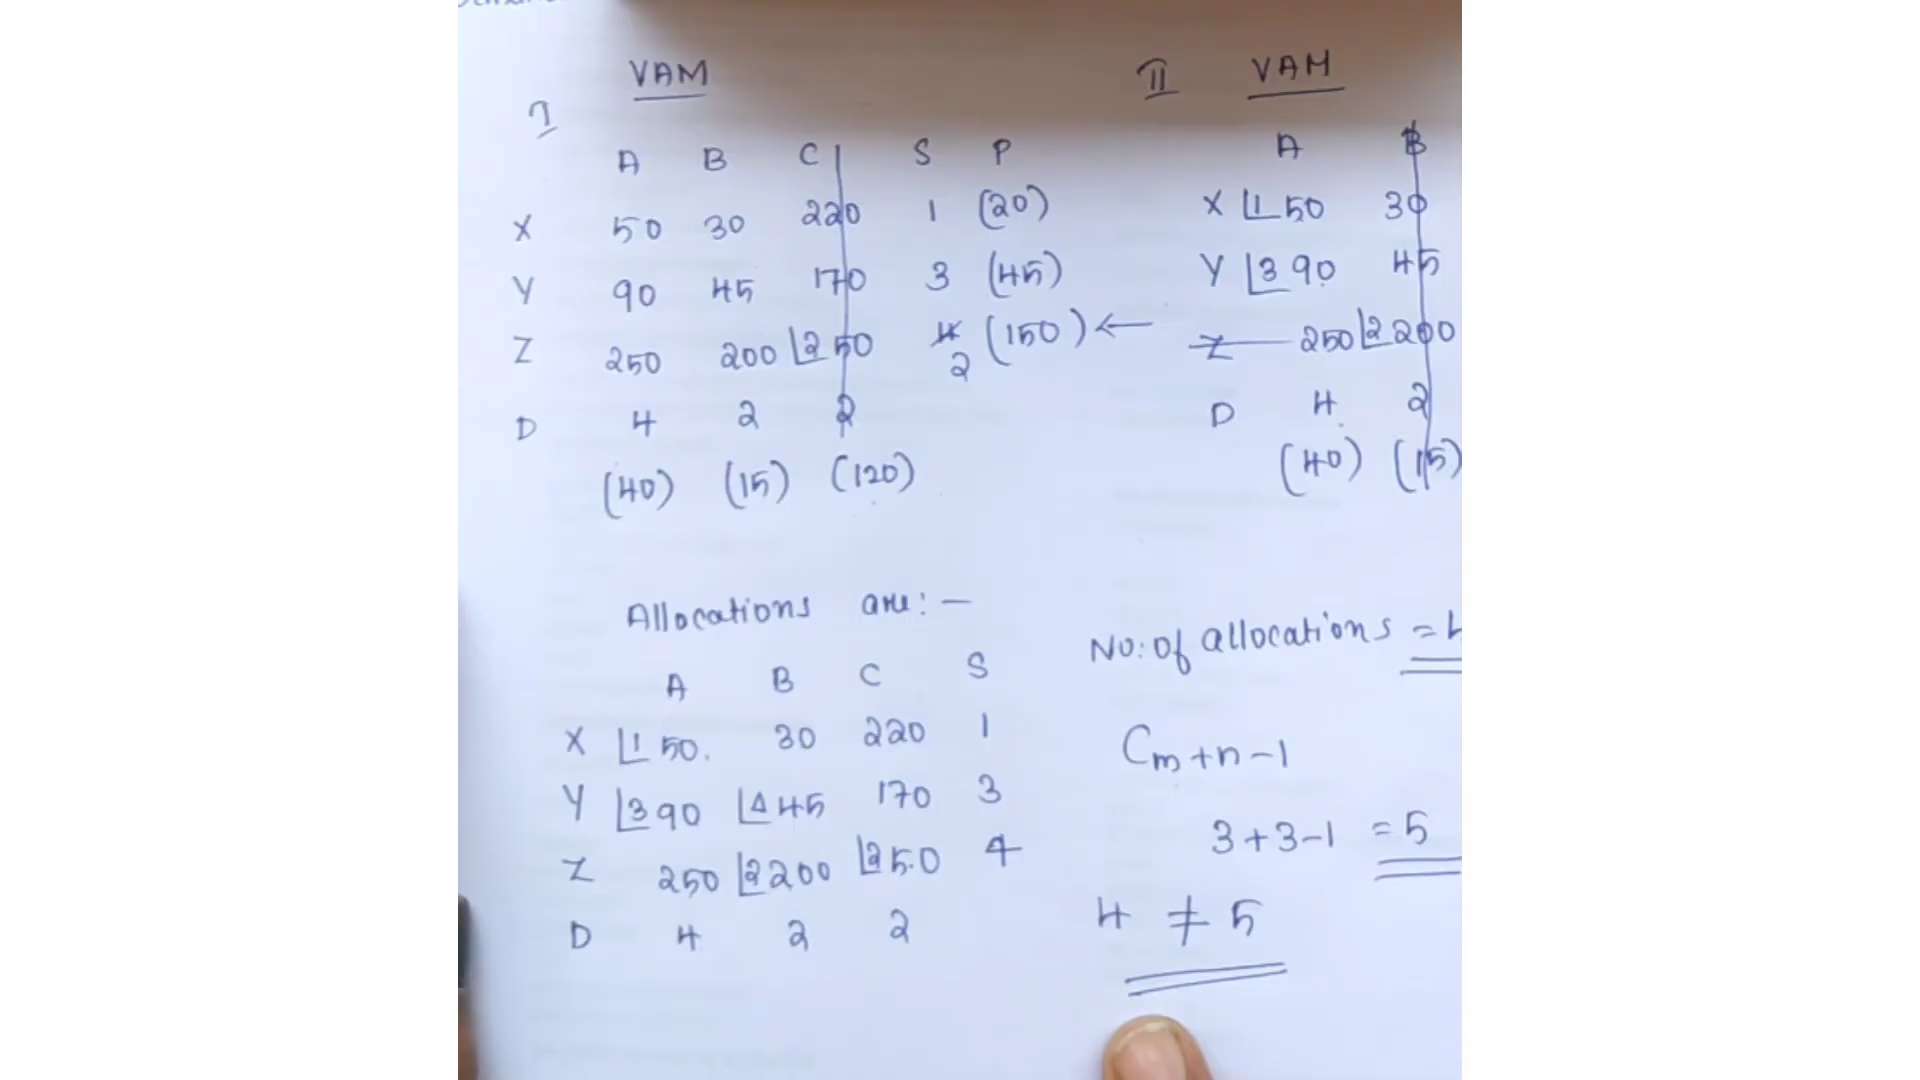 VAM
I
A B C S P
X 50 30 220 1 (20)
Y 90 45 170 3 (45)
Z 250 200 |2 50 4 (150) ←
2
D 4 2 2
(40) (15) (120)
II VAM
A B
X |1 50 30
Y |3 90 45
Z 250 |2 200
D 4 2
(40) (15)
Allocations are:-
A B C S
X |1 50. 30 220 1
Y |3 90 |Δ 45 170 3
Z 250 |2 200 |2 50 4
D 4 2 2
No: of allocations = 4
Cm+n-1
3+3-1 = 5
4 ≠ 5